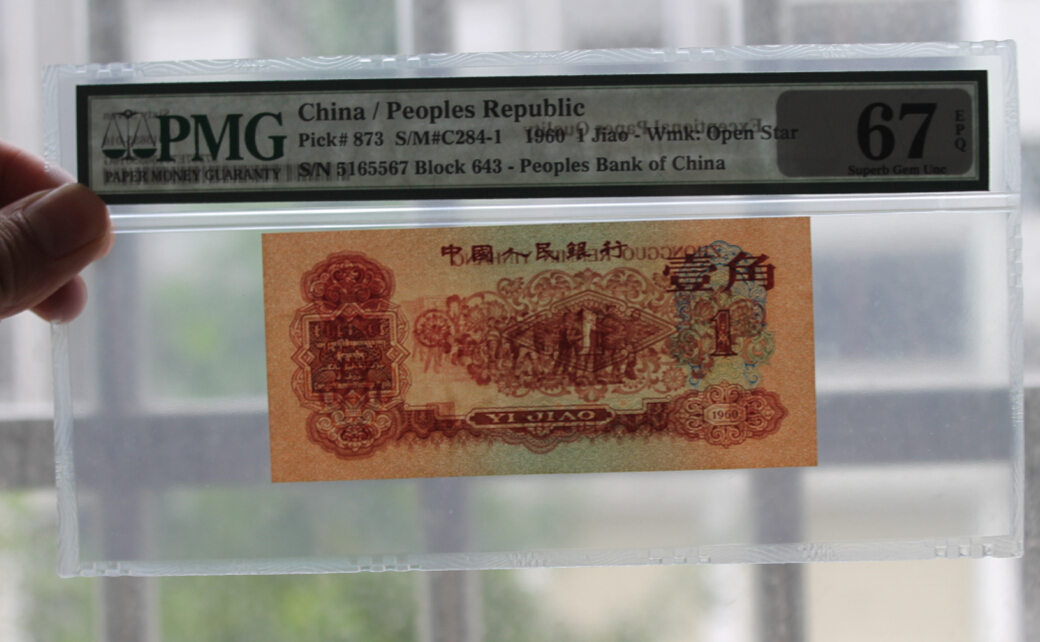 China / Peoples Republic
PMG
Pick# 873 S/M#C284-1 1960 1 Jiao - Wmk: Open Star
S/N 5165567 Block 643 - Peoples Bank of China
PAPER MONEY GUARANTY
67
EPQ
Superb Gem Unc
中國人民銀行
壹角
1
1
YI JIAO
1960